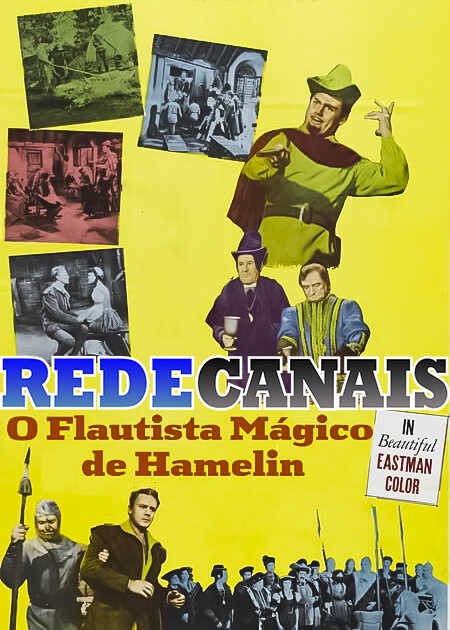 REDECANAIS
O Flautista Mágico
de Hamelin
IN
Beautiful
EASTMAN
COLOR